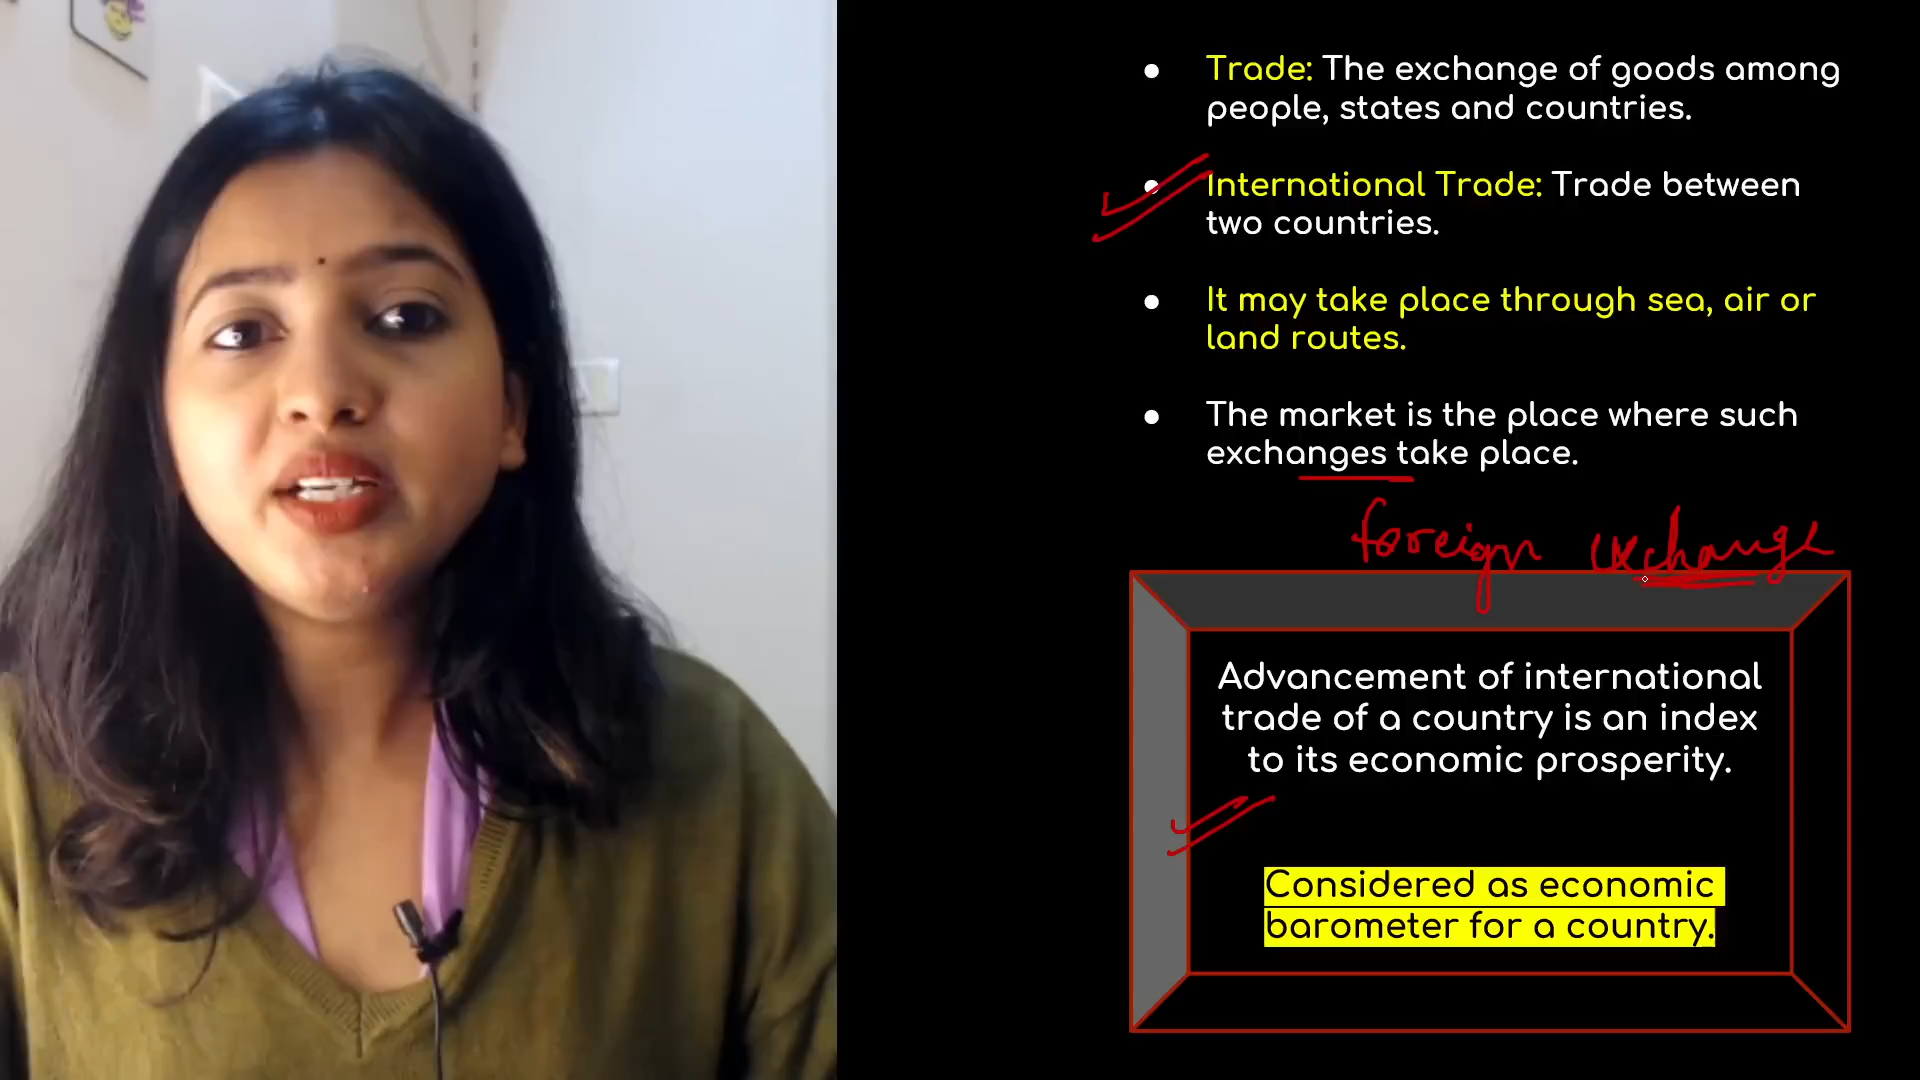 Trade: The exchange of goods among
people, states and countries.
International Trade: Trade between
two countries.
It may take place through sea, air or
land routes.
The market is the place where such
exchanges take place.
foreign exchange
Advancement of international
trade of a country is an index
to its economic prosperity.
Considered as economic
barometer for a country.